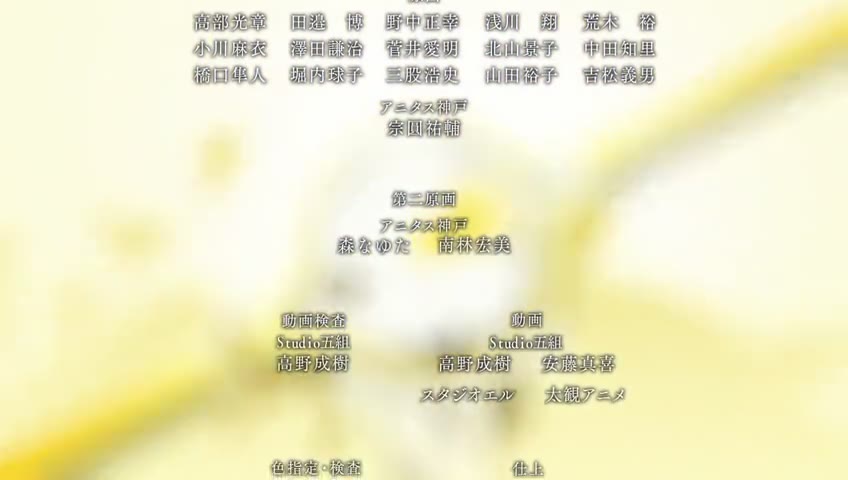 高部光章 田邉 博 野中正幸 浅川 翔 荒木 裕
小川麻衣 澤田謙治 菅井愛明 北山景子 中田知里
橋口隼人 堀内球子 三股浩史 山田裕子 吉松義男
アニタス神戸
宗圓祐輔
第二原画
アニタス神戸
森なゆた 南林宏美
動画検査 動画
Studio五組 Studio五組
高野成樹 高野成樹 安藤真喜
スタジオエル 太観アニメ
色指定・検査 仕上